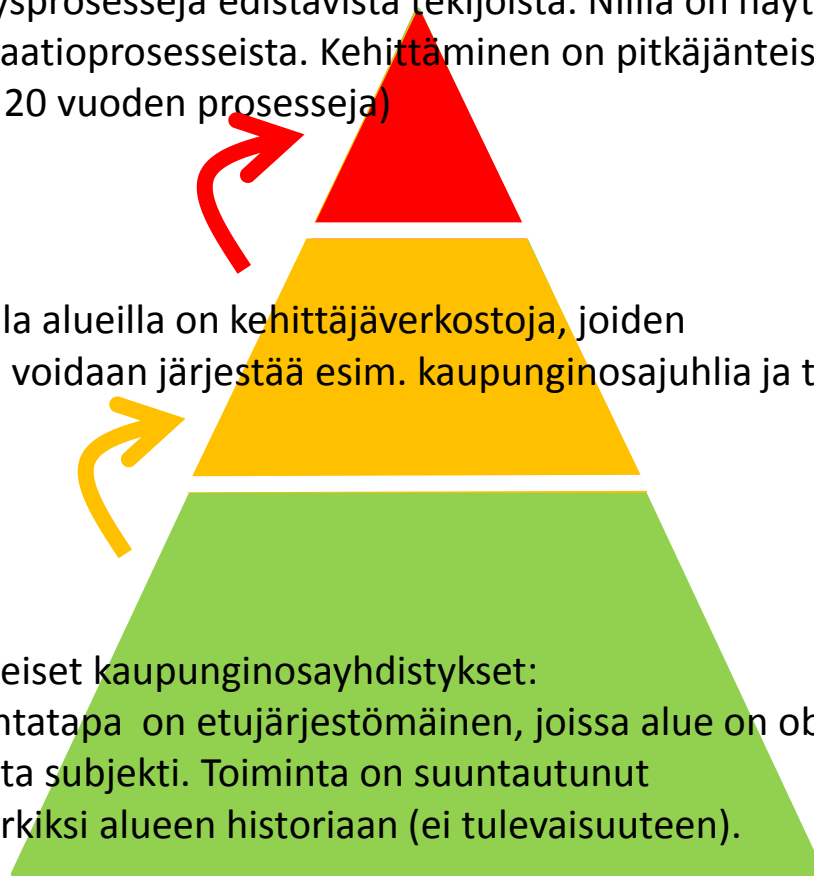 ysprosesseja edistävistä tekijöistä. Niillä on näyt
aatioprosesseista. Kehittäminen on pitkäjänteis
20 vuoden prosesseja)
la alueilla on kehittäjäverkostoja, joiden
voidaan järjestää esim. kaupunginosajuhlia ja t
eiset kaupunginosayhdistykset:
ntatapa on etujärjestömäinen, joissa alue on ob
ta subjekti. Toiminta on suuntautunut
rkiksi alueen historiaan (ei tulevaisuuteen).